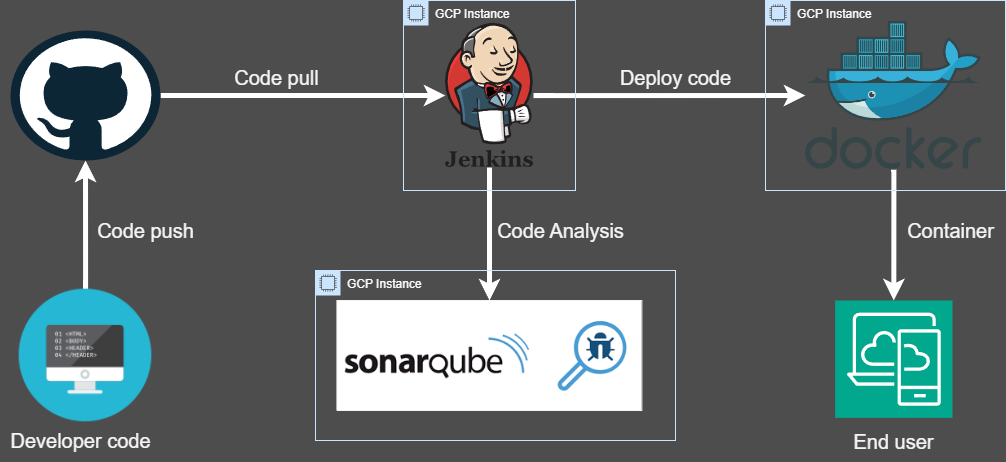 GCP Instance
GCP Instance
Code pull
Deploy code
Jenkins
docker
Code push
Code Analysis
Container
GCP Instance
01 <HTML>
02 <BODY>
03 <HEADER>
04 </HEADER>
sonarqube
Developer code
End user